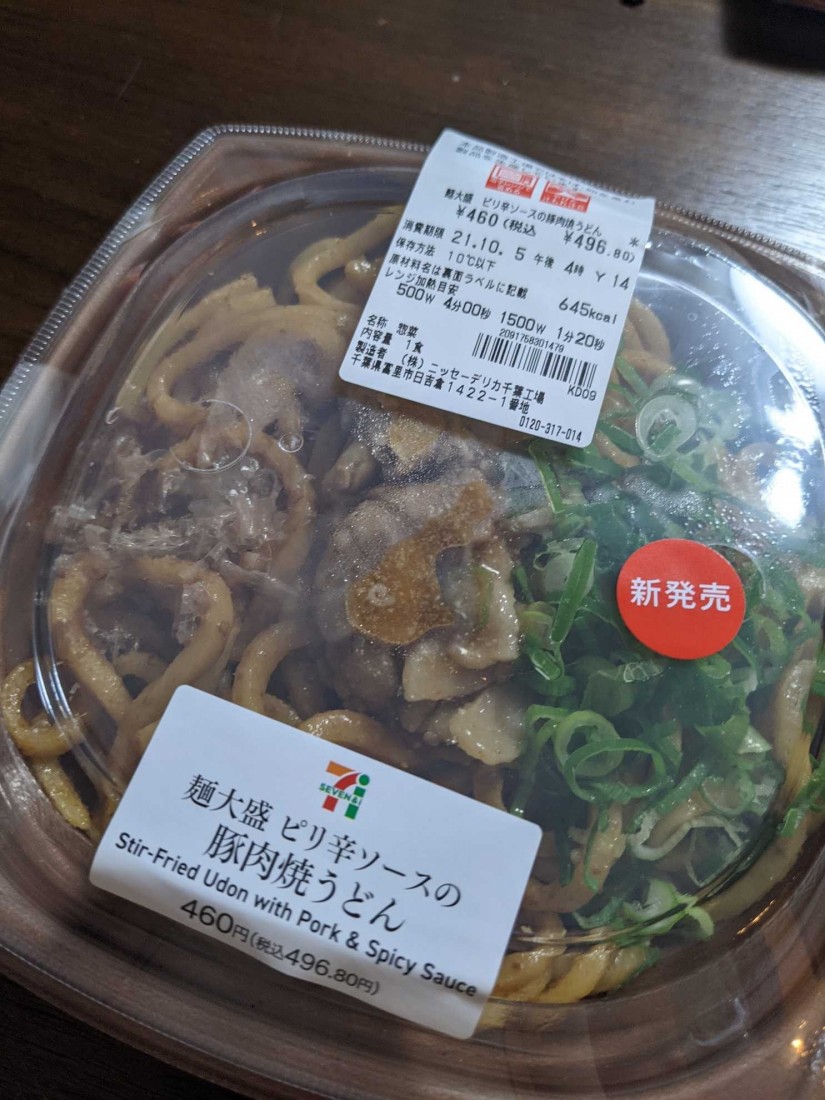 麺大盛 ピリ辛ソースの豚肉焼うどん
¥460(税込 ¥496.80) *
消費期限 21.10. 5 午後 4時 Y 14
保存方法 10℃以下
原材料名は裏面ラベルに記載 645kcal
レンジ加熱目安
500W 4分00秒 1500W 1分20秒
2091758301479
名称 惣菜
内容量 1食
KD09
製造者 (株)ニッセーデリカ千葉工場
千葉県富里市日吉倉1422-1番地
0120-317-014
新発売
7
SEVEN&i
麺大盛 ピリ辛ソースの
豚肉焼うどん
Stir-Fried Udon with Pork & Spicy Sauce
460円(税込496.80円)